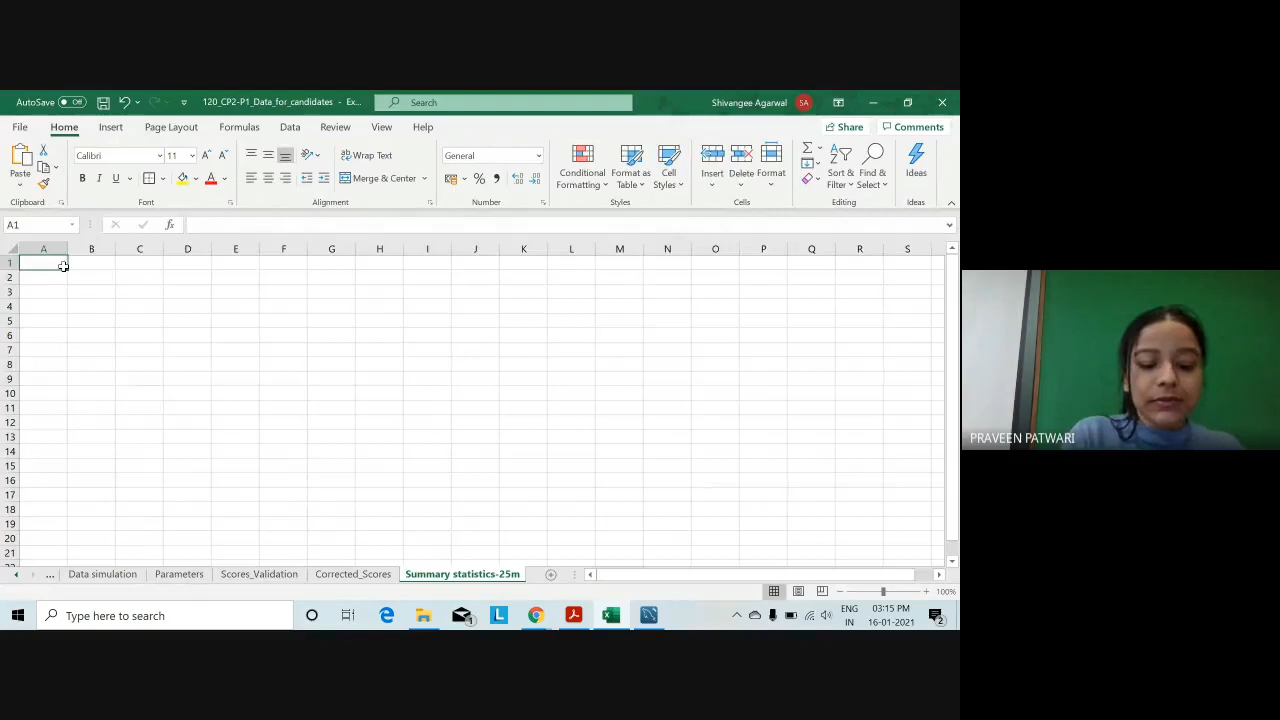 AutoSave Off 120_CP2-P1_Data_for_candidates - Ex... Search Shivangee Agarwal SA
File Home Insert Page Layout Formulas Data Review View Help Share Comments
Calibri 11 Wrap Text General
Paste B I U Merge & Center % Conditional Formatting Format as Table Cell Styles Insert Delete Format Sort & Filter Find & Select Ideas
Clipboard Font Alignment Number Styles Cells Editing Ideas
A1 fx
A B C D E F G H I J K L M N O P Q R S
1
2
3
4
5
6
7
8
9
10
11
12
13
14
15
16
17
18
19
20
21
PRAVEEN PATWARI
... Data simulation Parameters Scores_Validation Corrected_Scores Summary statistics-25m
100%
Type here to search
ENG
IN
03:15 PM
16-01-2021
1
2